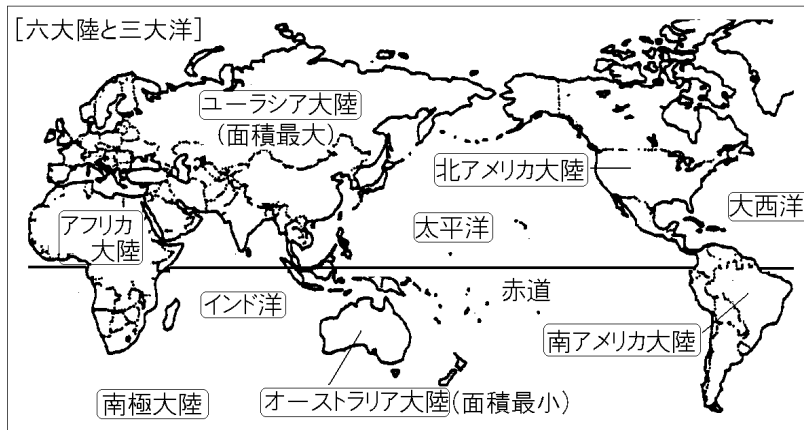 ［六大陸と三大洋］
ユーラシア大陸
(面積最大)
北アメリカ大陸
大西洋
アフリカ
大陸
太平洋
インド洋
赤道
南アメリカ大陸
南極大陸
オーストラリア大陸(面積最小)